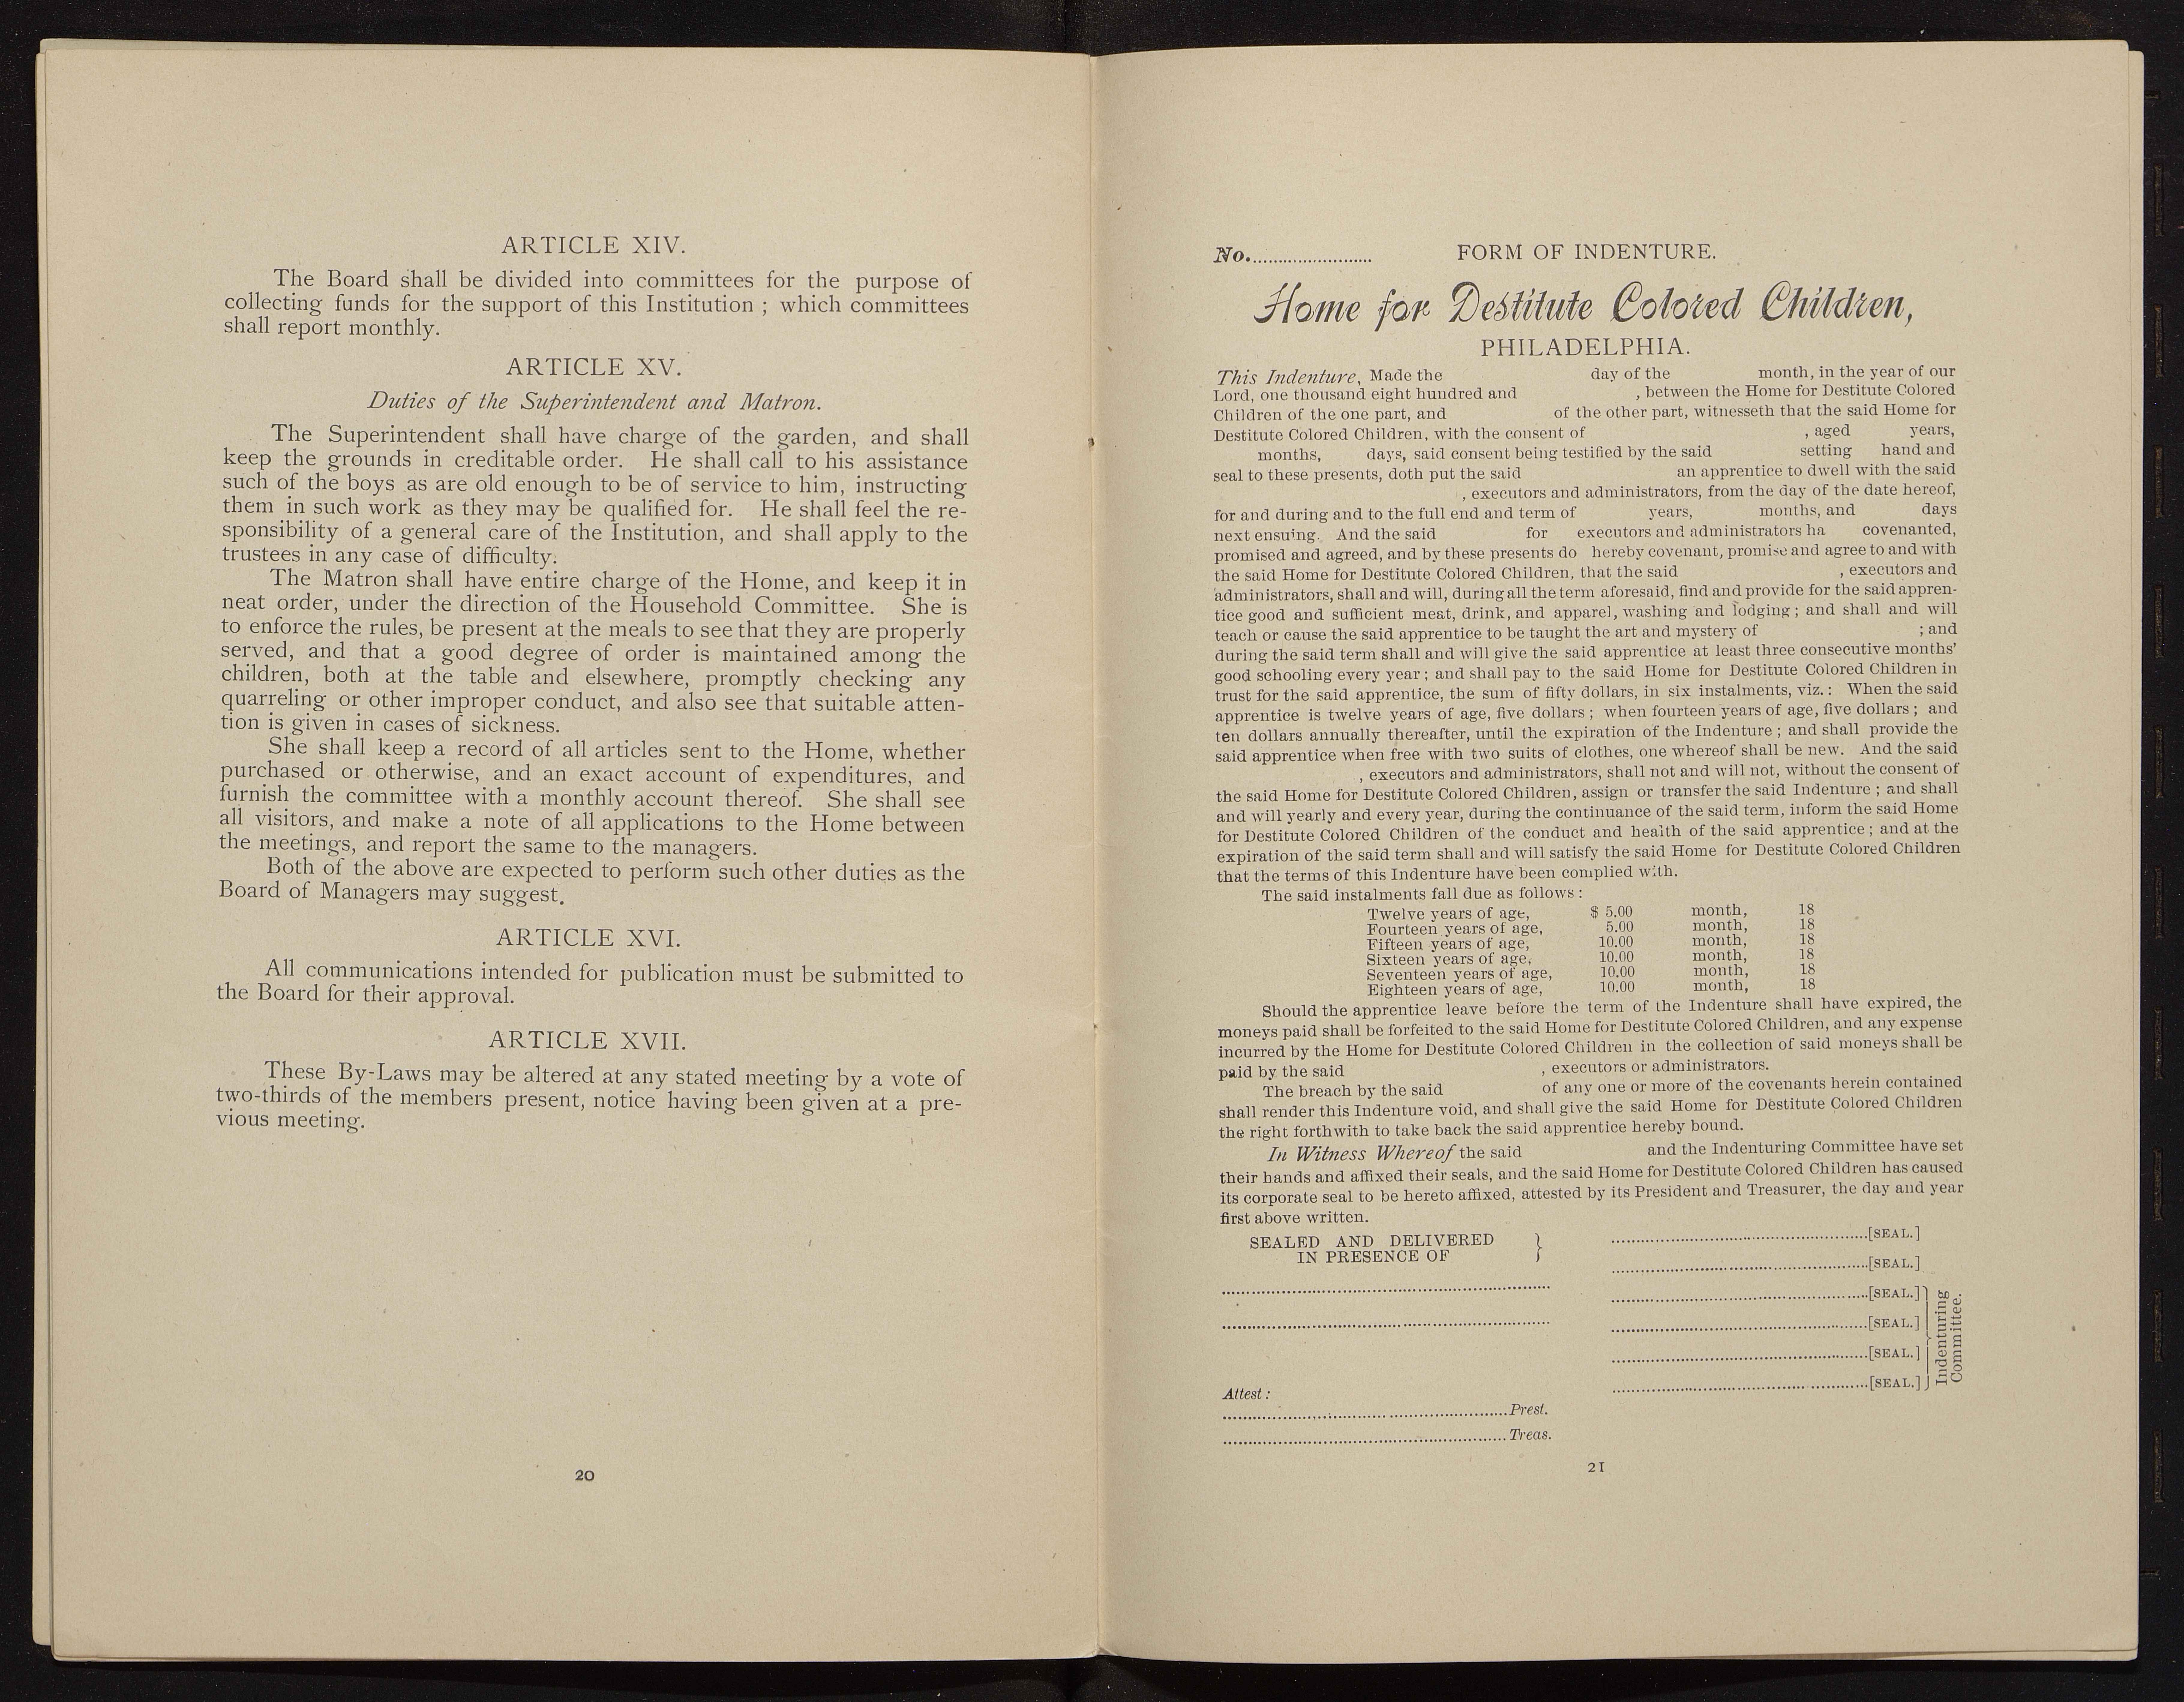 ARTICLE XIV.
The Board shall be divided into committees for the purpose of
collecting funds for the support of this Institution ; which committees
shall report monthly.
ARTICLE XV.
Duties of the Superintendent and Matron.
The Superintendent shall have charge of the garden, and shall
keep the grounds in creditable order. He shall call to his assistance
such of the boys as are old enough to be of service to him, instructing
them in such work as they may be qualified for. He shall feel the re-
sponsibility of a general care of the Institution, and shall apply to the
trustees in any case of difficulty.
The Matron shall have entire charge of the Home, and keep it in
neat order, under the direction of the Household Committee. She is
to enforce the rules, be present at the meals to see that they are properly
served, and that a good degree of order is maintained among the
children, both at the table and elsewhere, promptly checking any
quarreling or other improper conduct, and also see that suitable atten-
tion is given in cases of sickness.
She shall keep a record of all articles sent to the Home, whether
purchased or otherwise, and an exact account of expenditures, and
furnish the committee with a monthly account thereof. She shall see
all visitors, and make a note of all applications to the Home between
the meetings, and report the same to the managers.
Both of the above are expected to perform such other duties as the
Board of Managers may suggest.
ARTICLE XVI.
All communications intended for publication must be submitted to
the Board for their approval.
ARTICLE XVII.
These By-Laws may be altered at any stated meeting by a vote of
two-thirds of the members present, notice having been given at a pre-
vious meeting.
20
No. ........................ FORM OF INDENTURE.
Home for Destitute Colored Children,
PHILADELPHIA.
This Indenture, Made the day of the month, in the year of our
Lord, one thousand eight hundred and , between the Home for Destitute Colored
Children of the one part, and of the other part, witnesseth that the said Home for
Destitute Colored Children, with the consent of , aged years,
months, days, said consent being testified by the said setting hand and
seal to these presents, doth put the said an apprentice to dwell with the said
, executors and administrators, from the day of the date hereof,
for and during and to the full end and term of years, months, and days
next ensuing. And the said for executors and administrators ha covenanted,
promised and agreed, and by these presents do hereby covenant, promise and agree to and with
the said Home for Destitute Colored Children, that the said , executors and
administrators, shall and will, during all the term aforesaid, find and provide for the said appren-
tice good and sufficient meat, drink, and apparel, washing and lodging ; and shall and will
teach or cause the said apprentice to be taught the art and mystery of ; and
during the said term shall and will give the said apprentice at least three consecutive months'
good schooling every year ; and shall pay to the said Home for Destitute Colored Children in
trust for the said apprentice, the sum of fifty dollars, in six instalments, viz. : When the said
apprentice is twelve years of age, five dollars ; when fourteen years of age, five dollars ; and
ten dollars annually thereafter, until the expiration of the Indenture ; and shall provide the
said apprentice when free with two suits of clothes, one whereof shall be new. And the said
, executors and administrators, shall not and will not, without the consent of
the said Home for Destitute Colored Children, assign or transfer the said Indenture ; and shall
and will yearly and every year, during the continuance of the said term, inform the said Home
for Destitute Colored Children of the conduct and health of the said apprentice ; and at the
expiration of the said term shall and will satisfy the said Home for Destitute Colored Children
that the terms of this Indenture have been complied with.
The said instalments fall due as follows :
Twelve years of age, $ 5.00 month, 18
Fourteen years of age, 5.00 month, 18
Fifteen years of age, 10.00 month, 18
Sixteen years of age, 10.00 month, 18
Seventeen years of age, 10.00 month, 18
Eighteen years of age, 10.00 month, 18
Should the apprentice leave before the term of the Indenture shall have expired, the
moneys paid shall be forfeited to the said Home for Destitute Colored Children, and any expense
incurred by the Home for Destitute Colored Children in the collection of said moneys shall be
paid by the said , executors or administrators.
The breach by the said of any one or more of the covenants herein contained
shall render this Indenture void, and shall give the said Home for Destitute Colored Children
the right forthwith to take back the said apprentice hereby bound.
In Witness Whereof the said and the Indenturing Committee have set
their hands and affixed their seals, and the said Home for Destitute Colored Children has caused
its corporate seal to be hereto affixed, attested by its President and Treasurer, the day and year
first above written.
SEALED AND DELIVERED
IN PRESENCE OF
[SEAL.]
[SEAL.]
[SEAL.]
[SEAL.]
[SEAL.]
[SEAL.]
Indenturing
Committee.
Attest :
Prest.
Treas.
21